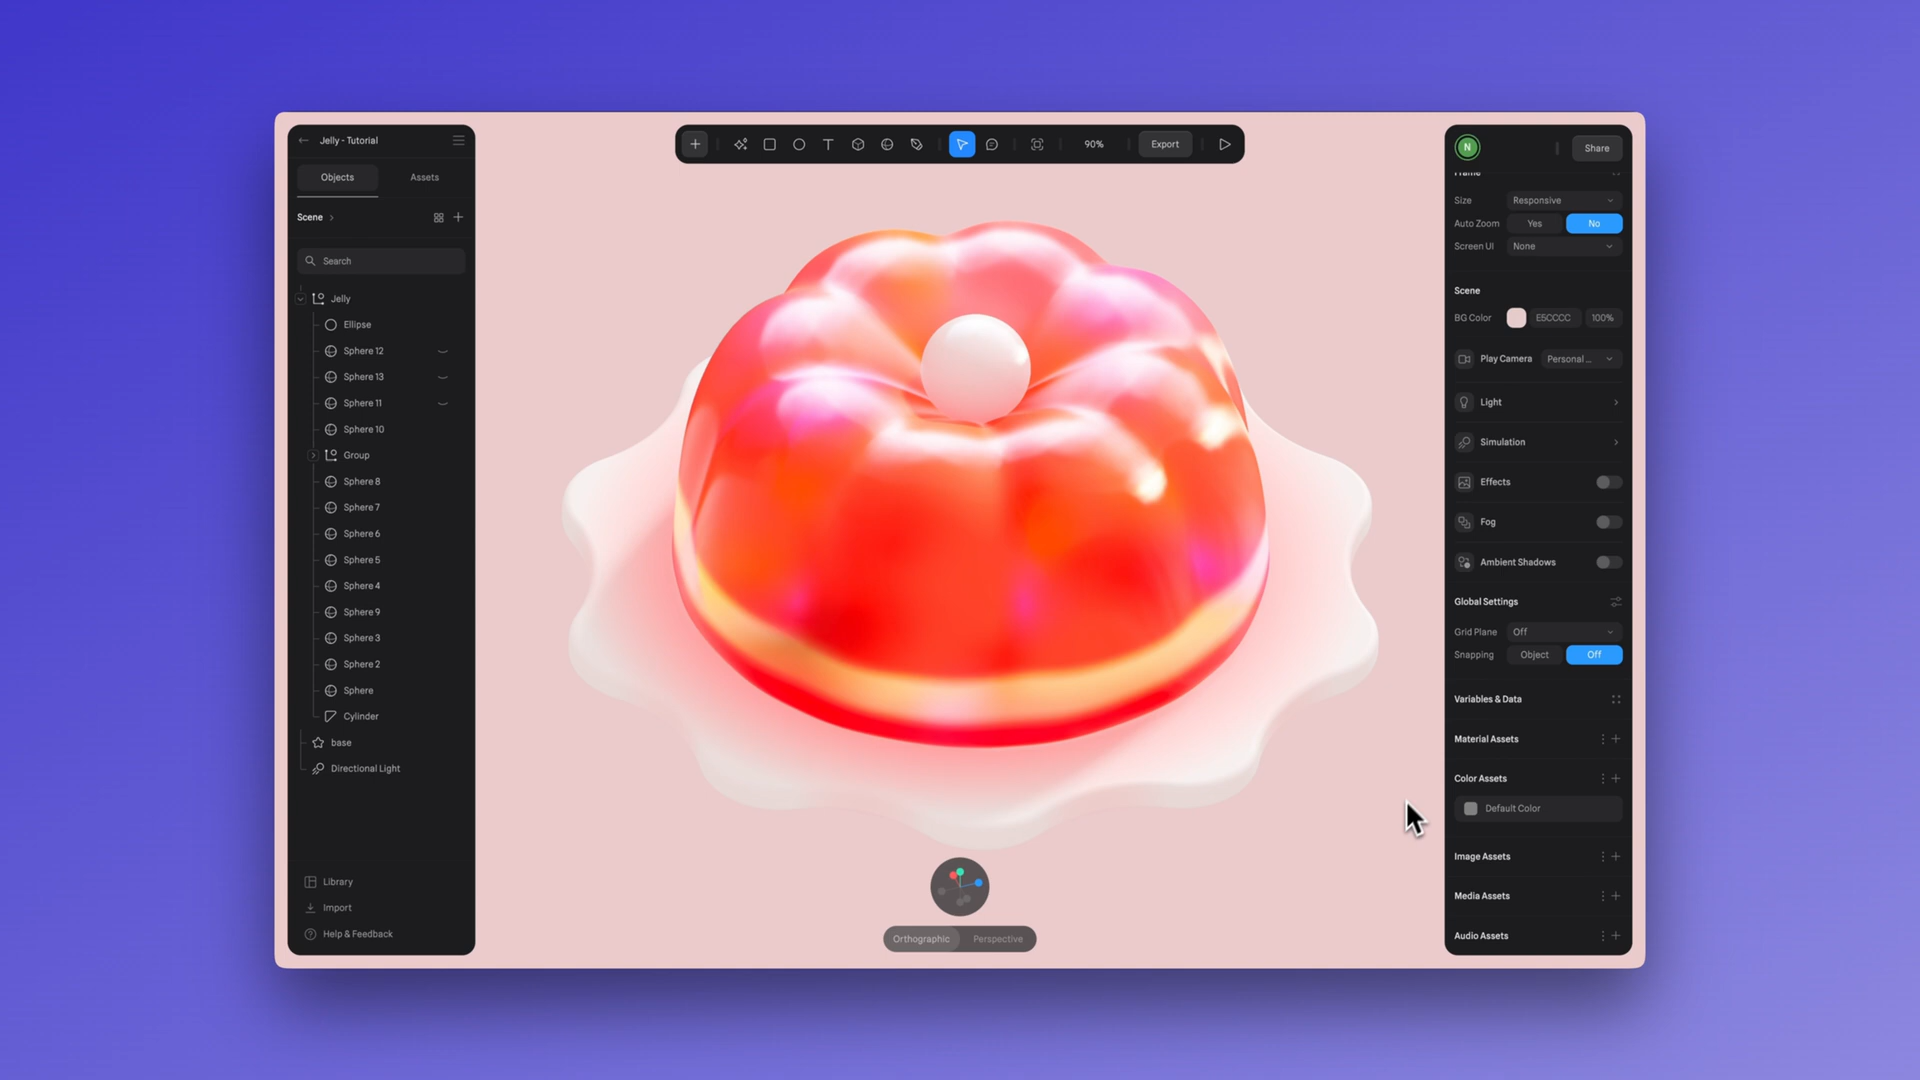 Jelly - Tutorial
Objects
Assets
Scene
Search
Jelly
Ellipse
Sphere 12
Sphere 13
Sphere 11
Sphere 10
Group
Sphere 8
Sphere 7
Sphere 6
Sphere 5
Sphere 4
Sphere 9
Sphere 3
Sphere 2
Sphere
Cylinder
base
Directional Light
Library
Import
Help & Feedback
T
90%
Export
Orthographic
Perspective
N
Share
Frame
Size
Responsive
Auto Zoom
Yes
No
Screen UI
None
Scene
BG Color
E5CCCC
100%
Play Camera
Personal ...
Light
Simulation
Effects
Fog
Ambient Shadows
Global Settings
Grid Plane
Off
Snapping
Object
Off
Variables & Data
Material Assets
Color Assets
Default Color
Image Assets
Media Assets
Audio Assets